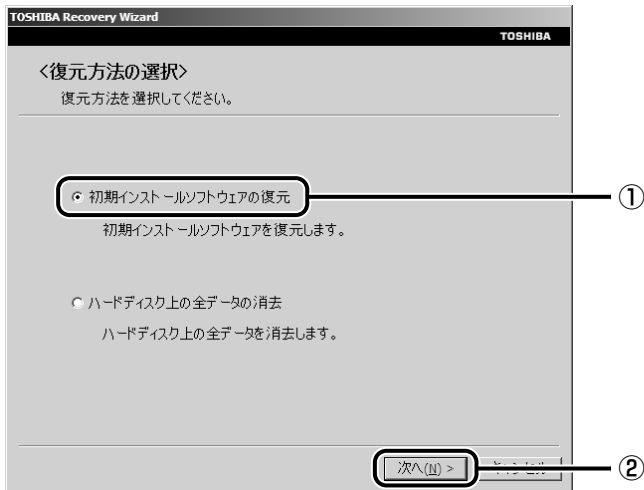 TOSHIBA Recovery Wizard
TOSHIBA
<復元方法の選択>
復元方法を選択してください。
初期インストールソフトウェアの復元
①
初期インストールソフトウェアを復元します。
ハードディスク上の全データの消去
ハードディスク上の全データを消去します。
次へ(N) >
②